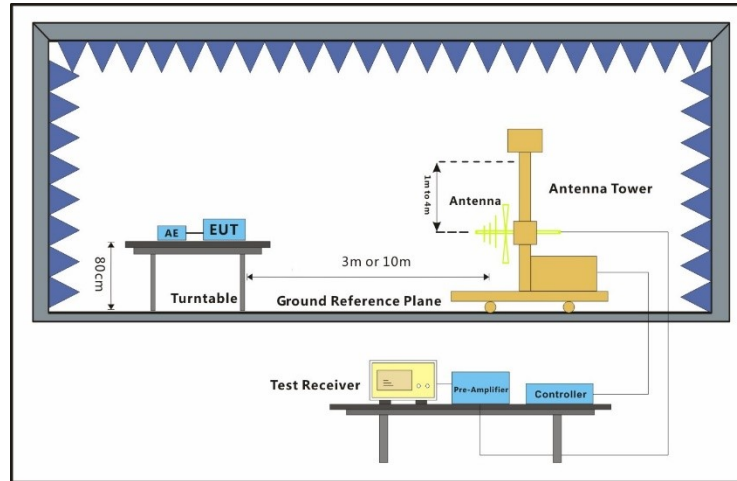 1m to 4m
Antenna
Antenna Tower
AE
EUT
80cm
3m or 10m
Turntable
Ground Reference Plane
Test Receiver
Pre-Amplifier
Controller